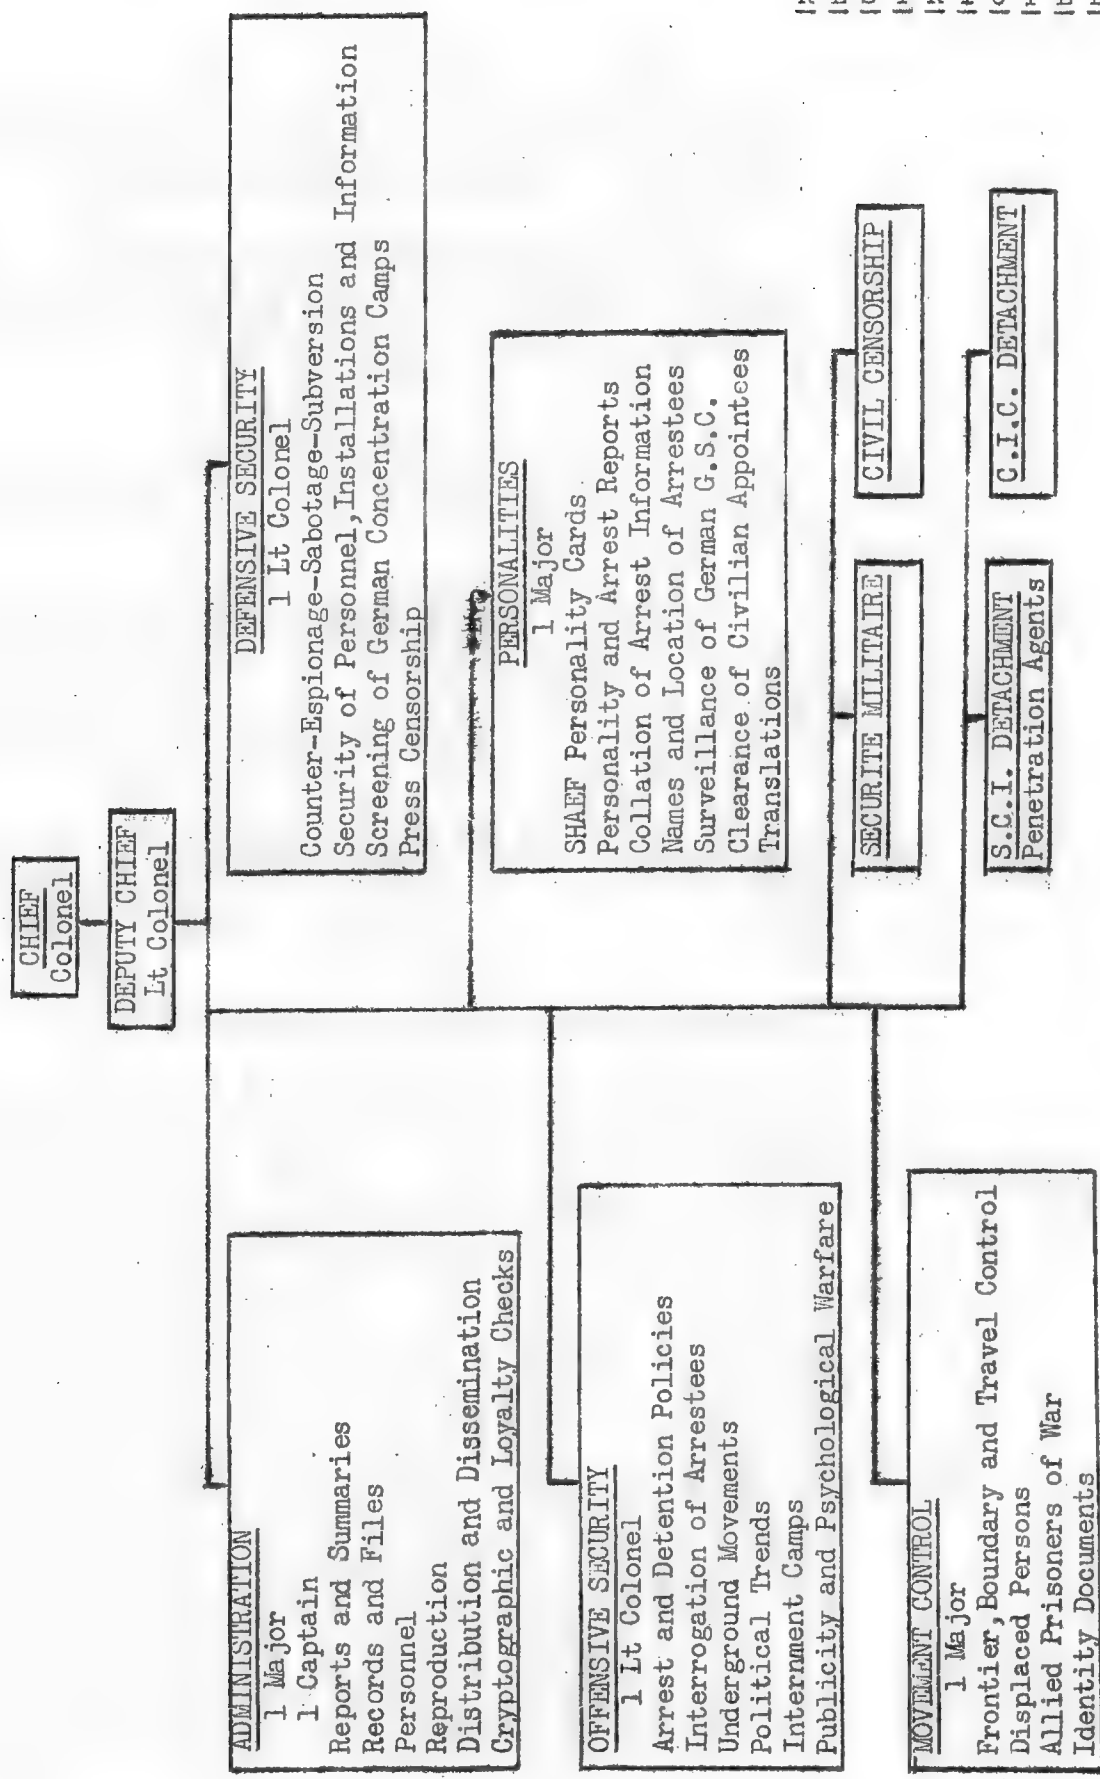 CHIEF
Colonel
DEPUTY CHIEF
Lt Colonel
ADMINISTRATION
1 Major
1 Captain
Reports and Summaries
Records and Files
Personnel
Reproduction
Distribution and Dissemination
Cryptographic and Loyalty Checks
DEFENSIVE SECURITY
1 Lt Colonel
Counter-Espionage-Sabotage-Subversion
Security of Personnel, Installations and Information
Screening of German Concentration Camps
Press Censorship
OFFENSIVE SECURITY
1 Lt Colonel
Arrest and Detention Policies
Interrogation of Arrestees
Underground Movements
Political Trends
Internment Camps
Publicity and Psychological Warfare
PERSONALITIES
1 Major
SHAEF Personality Cards
Personality and Arrest Reports
Collation of Arrest Information
Names and Location of Arrestees
Surveillance of German G.S.C.
Clearance of Civilian Appointees
Translations
MOVEMENT CONTROL
1 Major
Frontier, Boundary and Travel Control
Displaced Persons
Allied Prisoners of War
Identity Documents
SECURITE MILITAIRE
CIVIL CENSORSHIP
S.C.I. DETACHMENT
Penetration Agents
C.I.C. DETACHMENT